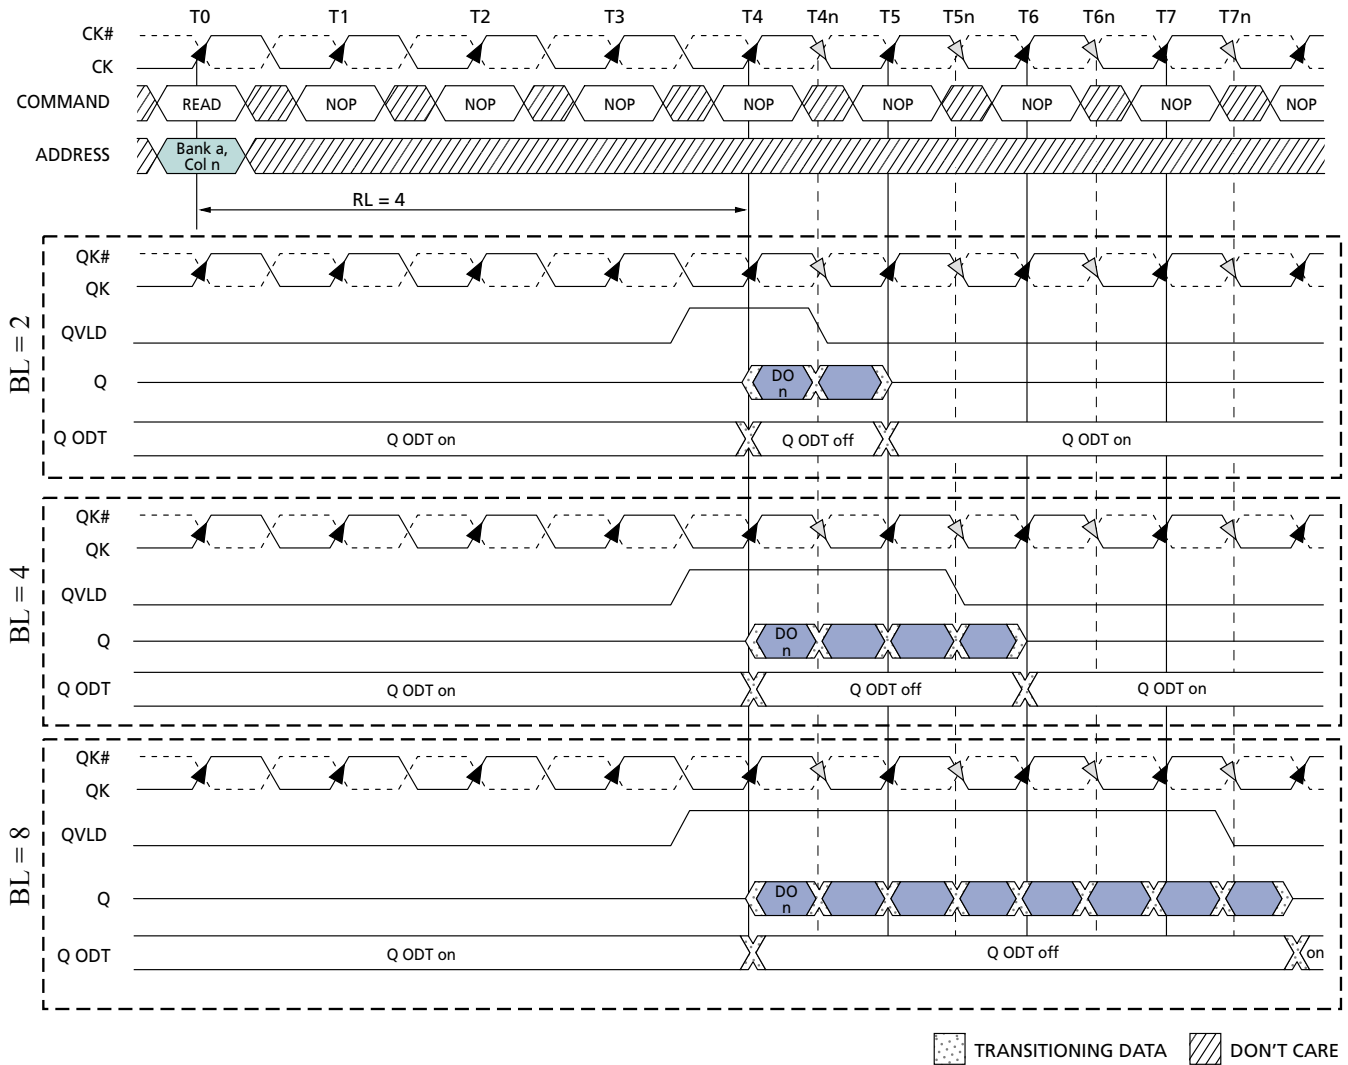 T0 T1 T2 T3 T4 T4n T5 T5n T6 T6n T7 T7n
CK#
CK
COMMAND READ NOP NOP NOP NOP NOP NOP NOP NOP
ADDRESS Bank a,
Col n
RL = 4
BL = 2
QK#
QK
QVLD
Q DO
n
Q ODT Q ODT on Q ODT off Q ODT on
BL = 4
QK#
QK
QVLD
Q DO
n
Q ODT Q ODT on Q ODT off Q ODT on
BL = 8
QK#
QK
QVLD
Q DO
n
Q ODT Q ODT on Q ODT off on
TRANSITIONING DATA DON'T CARE